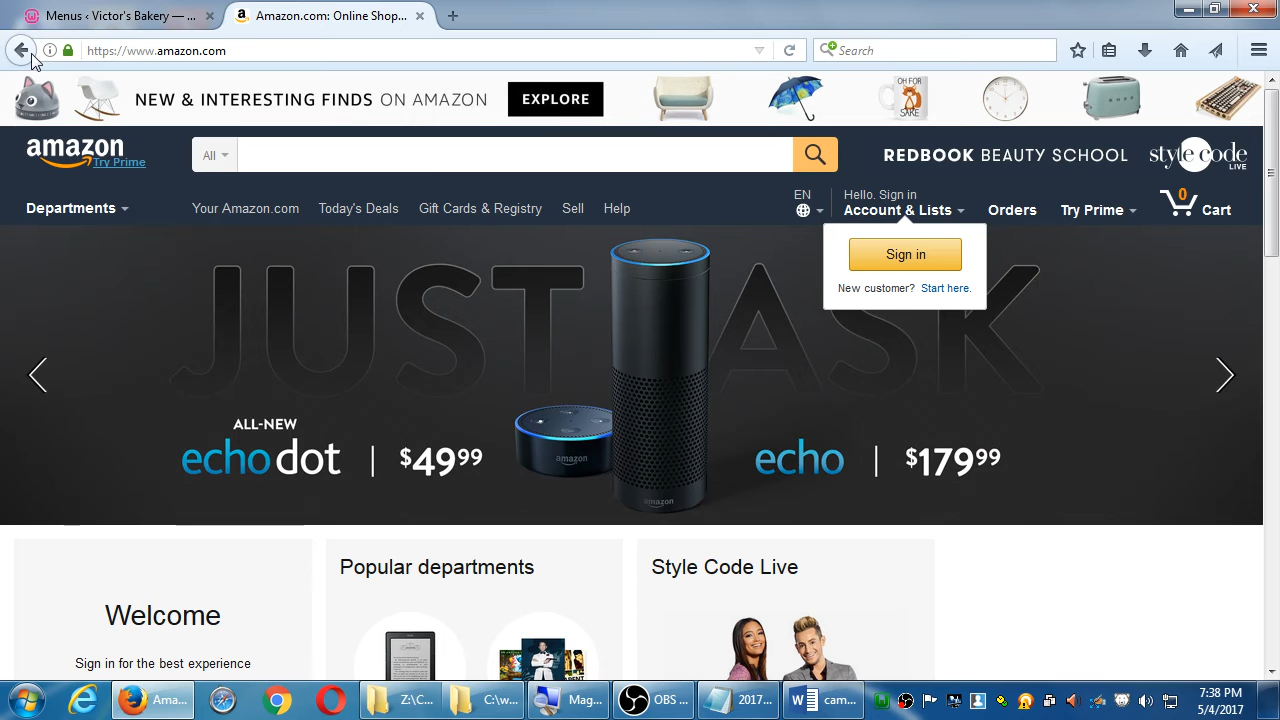 Menus ‹ Victor's Bakery — ...
Amazon.com: Online Shop...
https://www.amazon.com
Search
NEW & INTERESTING FINDS ON AMAZON
EXPLORE
OH FOR
SAKE
amazon
Try Prime
All
REDBOOK BEAUTY SCHOOL
style code
LIVE
Departments
Your Amazon.com
Today's Deals
Gift Cards & Registry
Sell
Help
EN
Hello. Sign in
Account & Lists
Orders
Try Prime
0
Cart
Sign in
New customer? Start here.
JUST ASK
ALL-NEW
echo dot | $49.99
amazon
amazon
echo | $179.99
Welcome
Sign in for the best experience
Popular departments
Style Code Live
Ama...
Z:\C...
C:\w...
Mag...
OBS ...
2017...
cam...
7:38 PM
5/4/2017